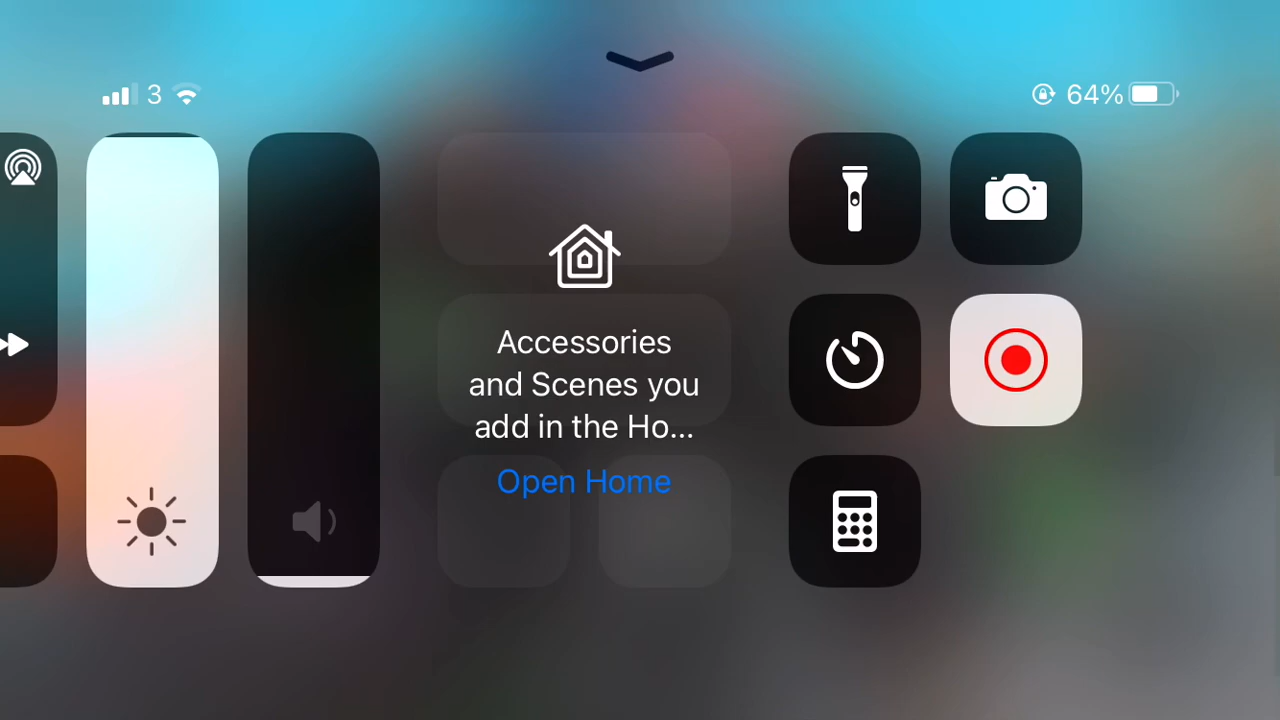 3
64%
Accessories
and Scenes you
add in the Ho...
Open Home